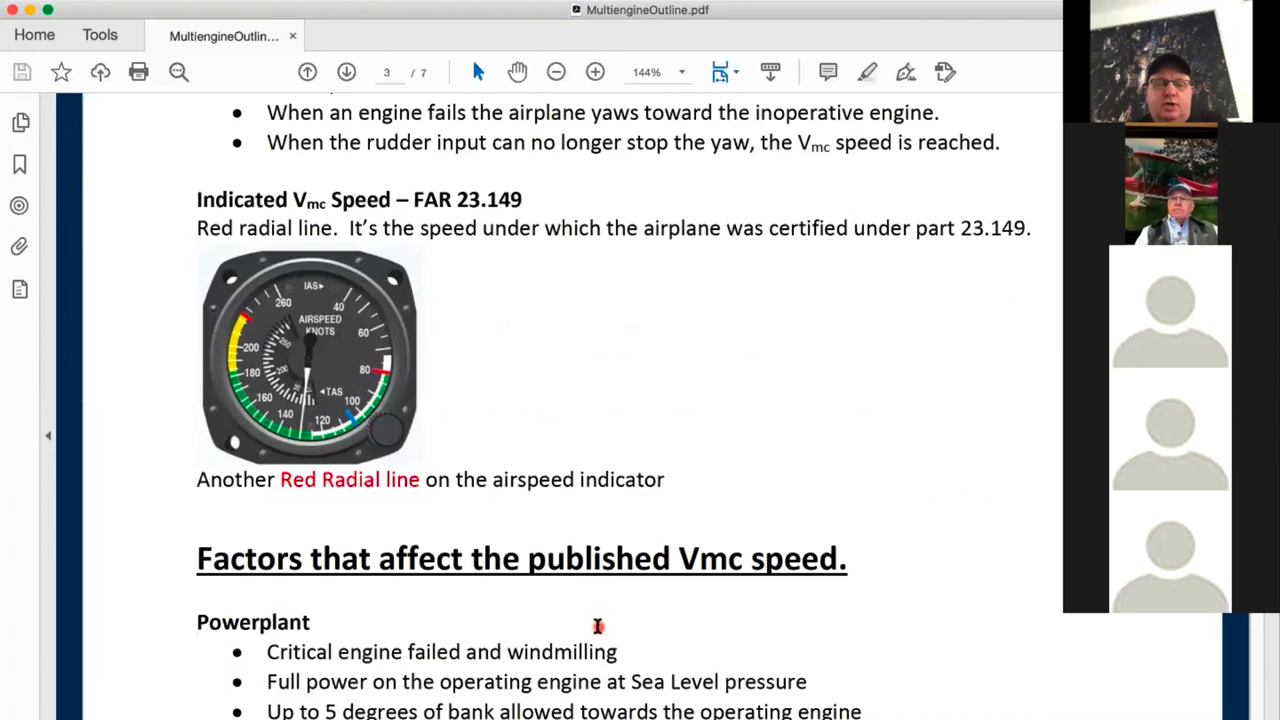 MultiengineOutline.pdf
Home
Tools
MultiengineOutlin...
3 / 7
144%
• When an engine fails the airplane yaws toward the inoperative engine.
• When the rudder input can no longer stop the yaw, the Vmc speed is reached.
Indicated Vmc Speed – FAR 23.149
Red radial line. It's the speed under which the airplane was certified under part 23.149.
IAS
260
40
AIRSPEED
KNOTS
60
250
200
80
200
180
TAS
160
100
140
120
Another Red Radial line on the airspeed indicator
Factors that affect the published Vmc speed.
Powerplant
• Critical engine failed and windmilling
• Full power on the operating engine at Sea Level pressure
• Up to 5 degrees of bank allowed towards the operating engine